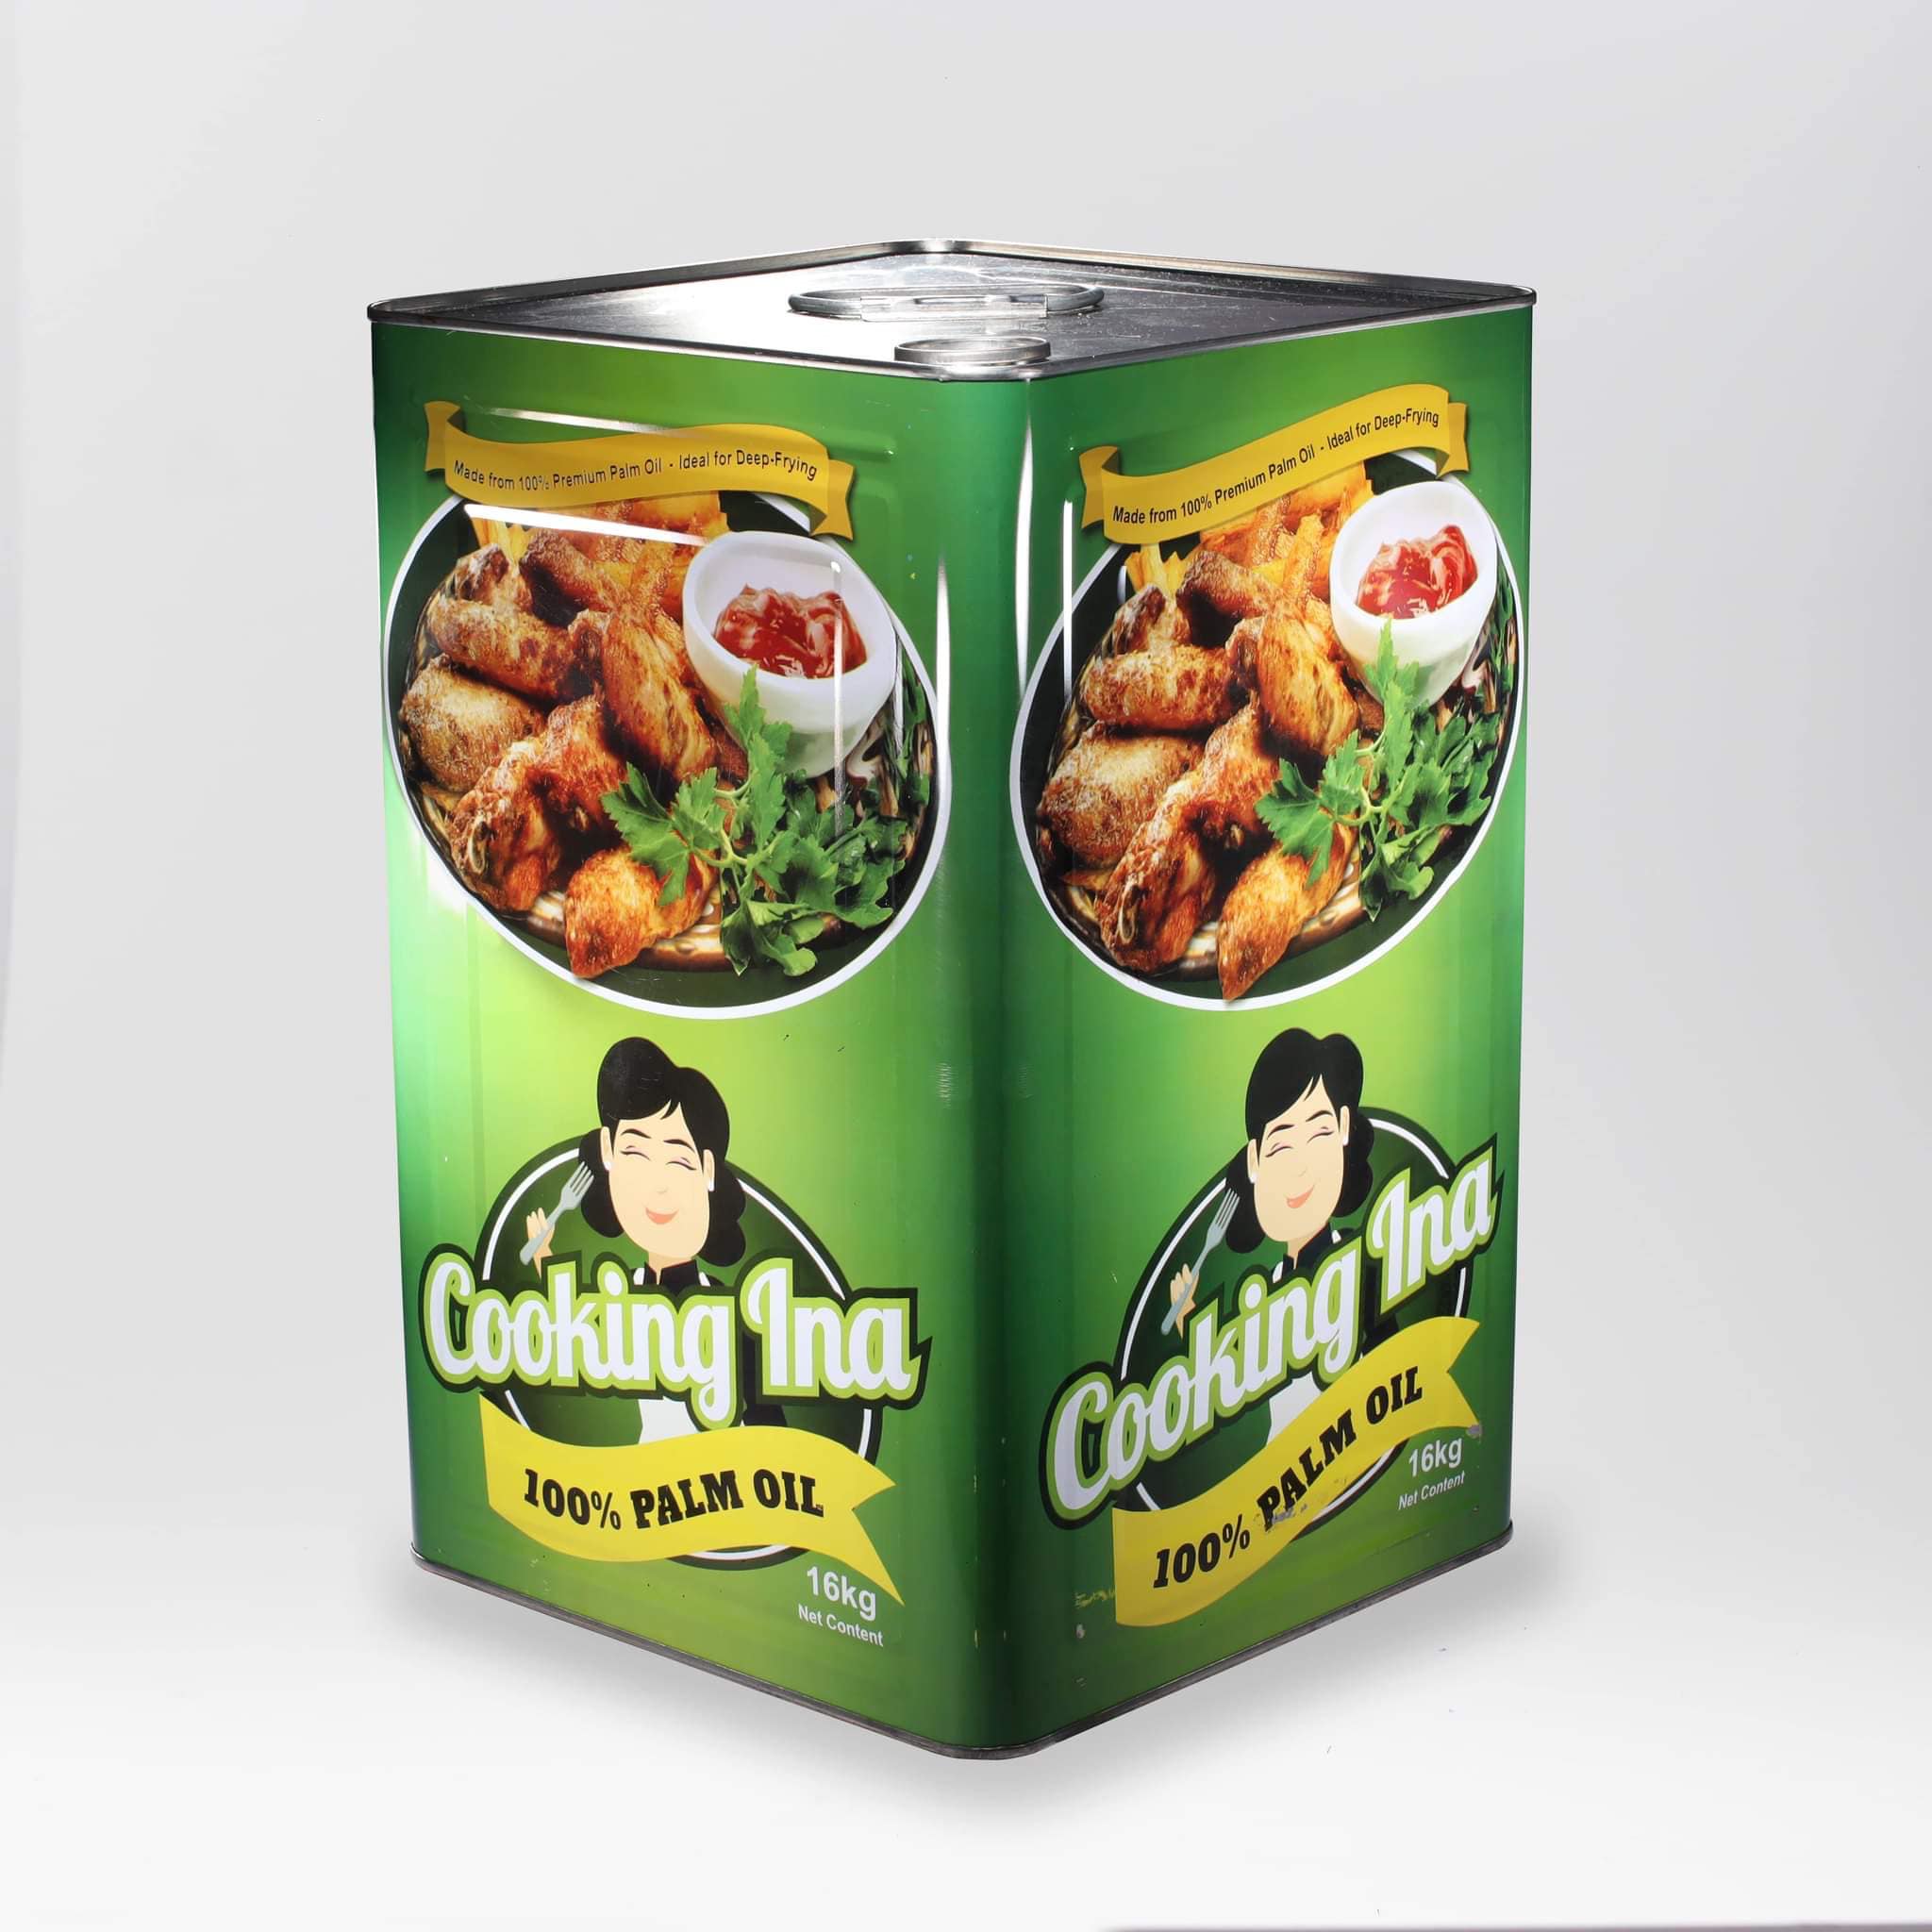 Made from 100% Premium Palm Oil - Ideal for Deep-Frying
Cooking Ina
100% PALM OIL
16kg
Net Content
Made from 100% Premium Palm Oil - Ideal for Deep-Frying
Cooking Ina
100% PALM OIL
16kg
Net Content